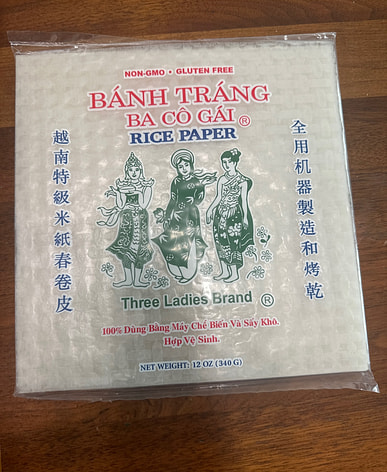 NON-GMO • GLUTEN FREE
BÁNH TRÁNG
BA CÔ GÁI ®
RICE PAPER
越南特級米紙春卷皮
全用机器製造和烤乾
Three Ladies Brand ®
100% Dùng Bằng Máy Chế Biến Và Sấy Khô.
Hợp Vệ Sinh.
NET WEIGHT: 12 OZ (340 G)